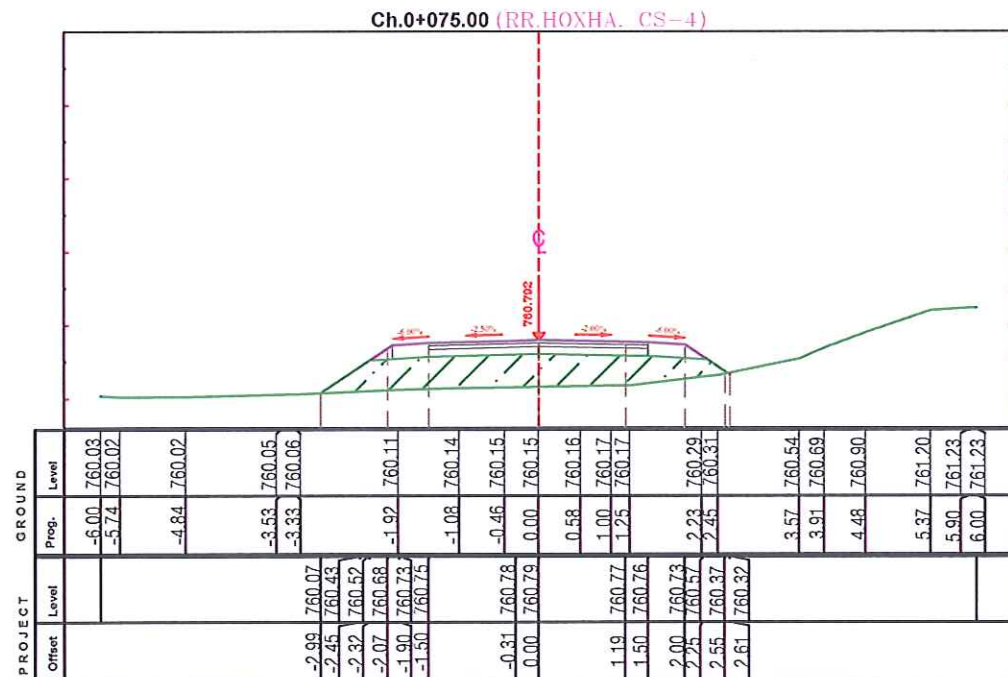 Ch.0+075.00 (RR.HOXHA. CS-4)
760.792
-2.50%
GROUND
Level
760.03 760.02 760.02 760.05 760.06 760.11 760.14 760.15 760.15 760.16 760.17 760.17 760.29 760.31 760.54 760.69 760.90 761.20 761.23 761.23
Prog.
-6.00 -5.74 -4.84 -3.53 -3.33 -1.92 -1.08 -0.46 0.00 0.58 1.00 1.25 2.23 2.45 3.57 3.91 4.48 5.37 5.90 6.00
PROJECT
Level
760.07 760.43 760.52 760.68 760.73 760.75 760.78 760.79 760.77 760.76 760.73 760.57 760.37 760.32
Offset
-2.99 -2.45 -2.32 -2.07 -1.90 -1.50 -0.31 0.00 1.19 1.50 2.00 2.25 2.55 2.61